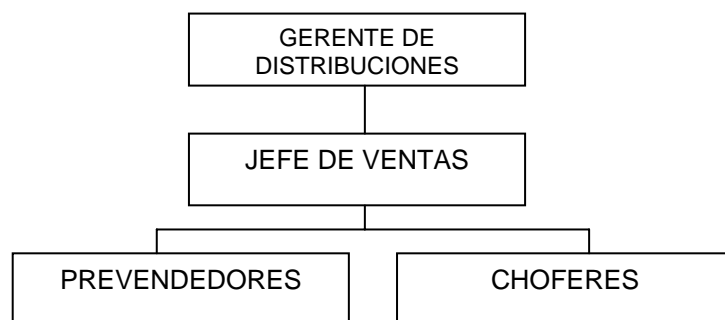 GERENTE DE
DISTRIBUCIONES
JEFE DE VENTAS
PREVENDEDORES
CHOFERES